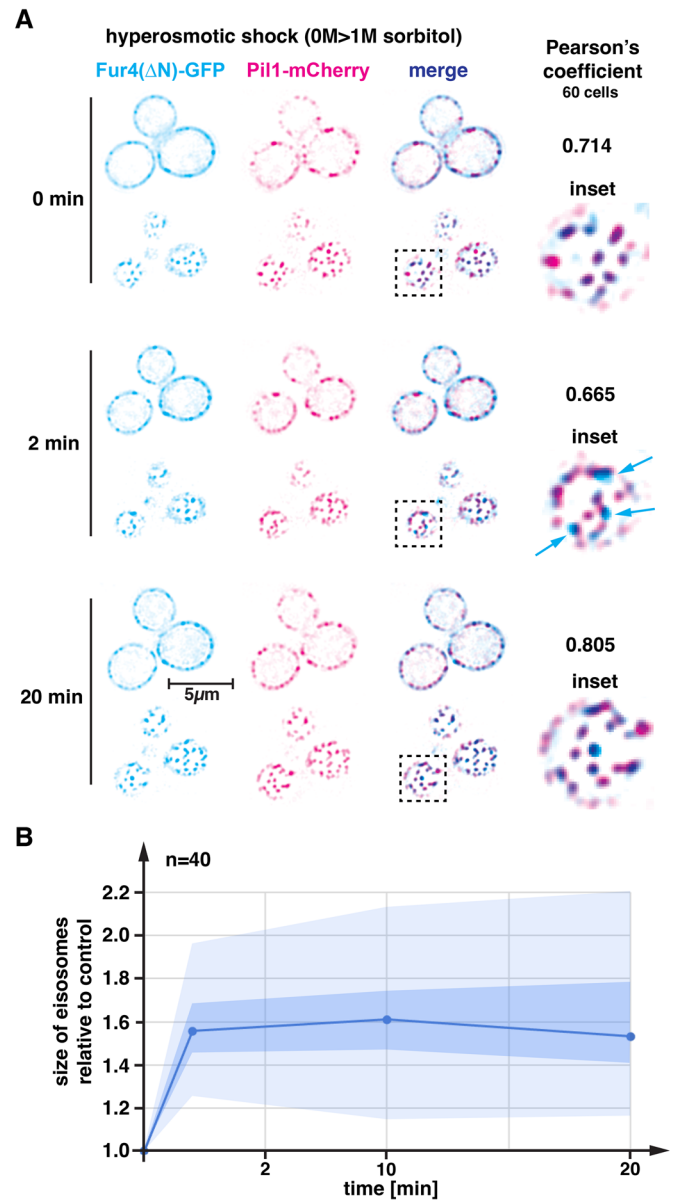 A
hyperosmotic shock (0M>1M sorbitol)
Fur4(ΔN)-GFP
Pil1-mCherry
merge
Pearson's
coefficient
60 cells
0 min
0.714
inset
2 min
0.665
inset
20 min
5µm
0.805
inset
B
n=40
size of eisosomes
relative to control
2.2
2.0
1.8
1.6
1.4
1.2
1.0
2
10
20
time [min]